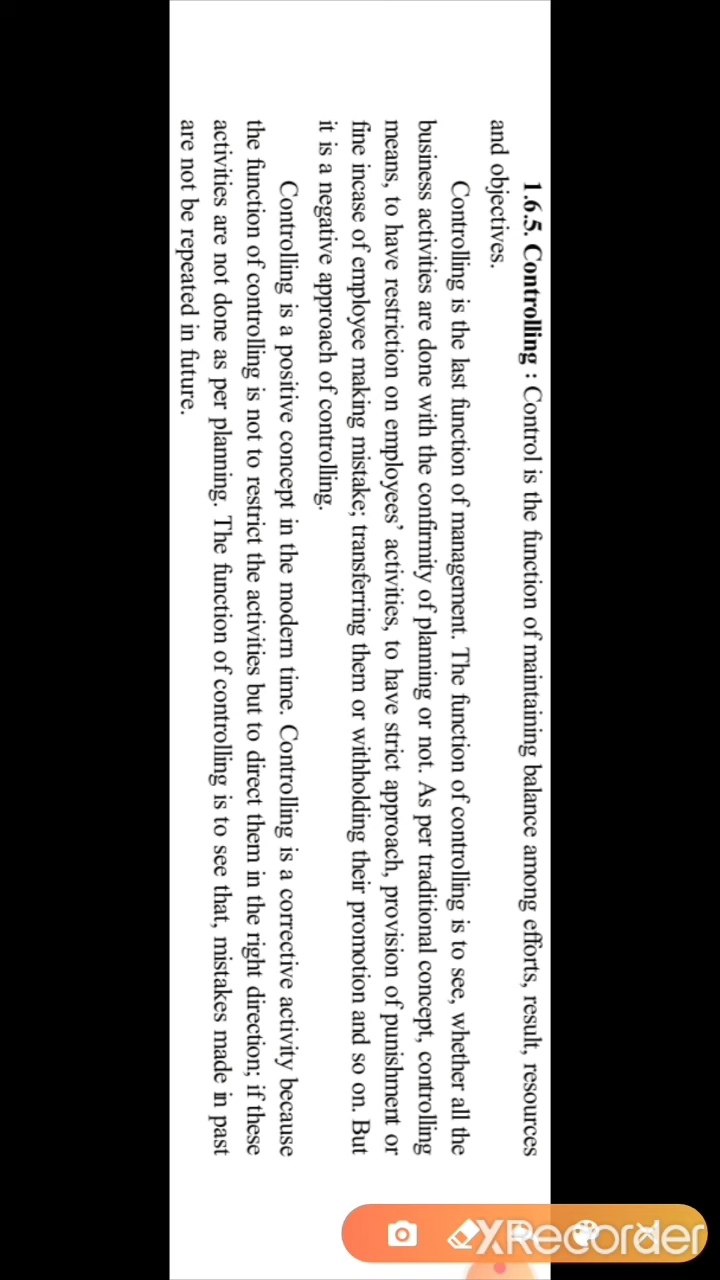 1.6.5. Controlling : Control is the function of maintaining balance among efforts, result, resources
and objectives.
Controlling is the last function of management. The function of controlling is to see, whether all the
business activities are done with the confirmity of planning or not. As per traditional concept, controlling
means, to have restriction on employees' activities, to have strict approach, provision of punishment or
fine incase of employee making mistake; transferring them or withholding their promotion and so on. But
it is a negative approach of controlling.
Controlling is a positive concept in the modern time. Controlling is a corrective activity because
the function of controlling is not to restrict the activities but to direct them in the right direction; if these
activities are not done as per planning. The function of controlling is to see that, mistakes made in past
are not be repeated in future.
XRecorder